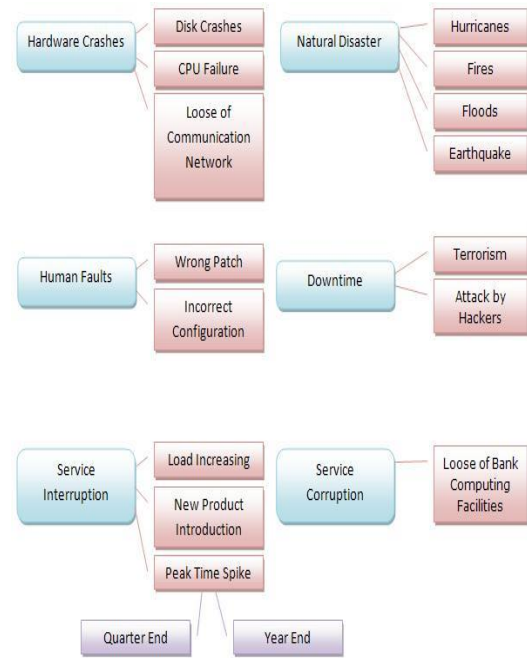 Hardware Crashes
Disk Crashes
CPU Failure
Loose of
Communication
Network
Natural Disaster
Hurricanes
Fires
Floods
Earthquake
Human Faults
Wrong Patch
Incorrect
Configuration
Downtime
Terrorism
Attack by
Hackers
Service
Interruption
Load Increasing
New Product
Introduction
Peak Time Spike
Quarter End
Year End
Service
Corruption
Loose of Bank
Computing
Facilities